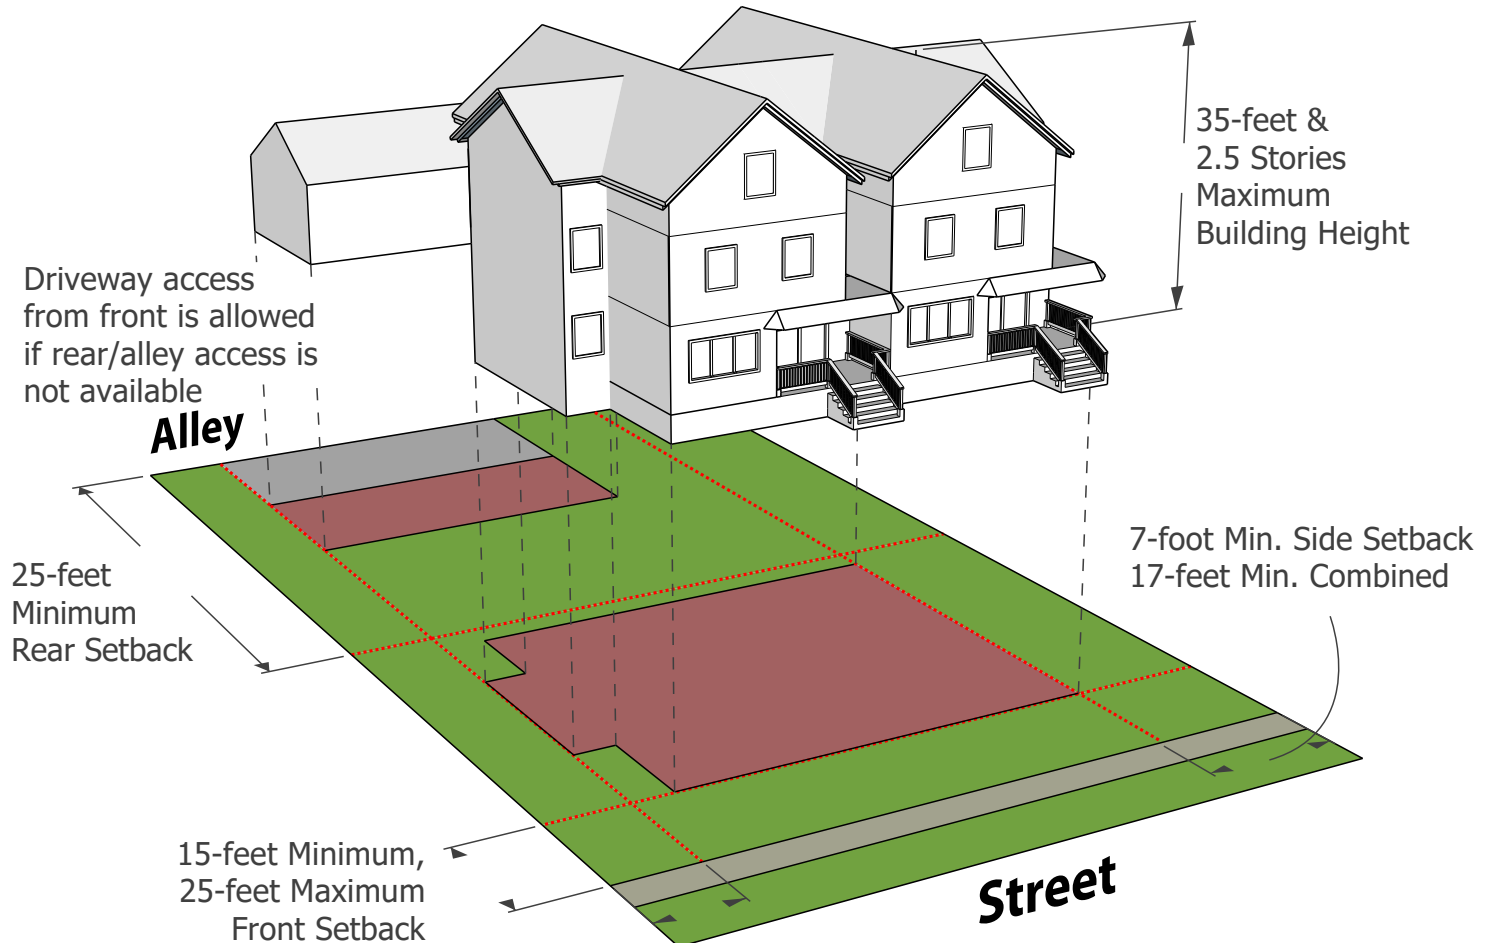 35-feet &
2.5 Stories
Maximum
Building Height
Driveway access
from front is allowed
if rear/alley access is
not available
Alley
7-foot Min. Side Setback
17-feet Min. Combined
25-feet
Minimum
Rear Setback
15-feet Minimum,
25-feet Maximum
Front Setback
Street